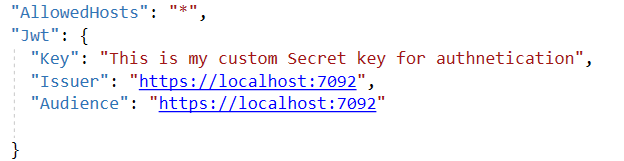 "AllowedHosts": "*",
"Jwt": {
"Key": "This is my custom Secret key for authnetication",
"Issuer": "https://localhost:7092",
"Audience": "https://localhost:7092"
}